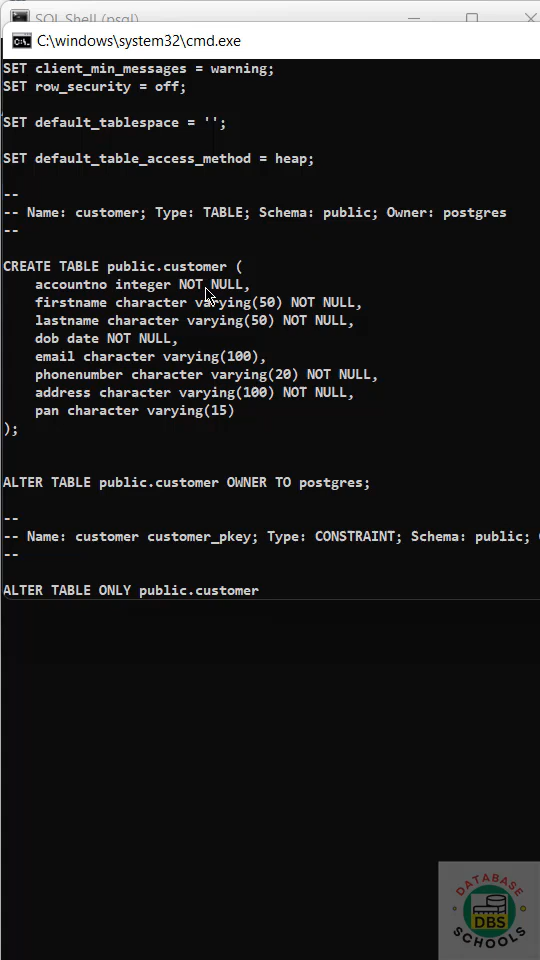 SQL Shell (psql)
C:\windows\system32\cmd.exe
SET client_min_messages = warning;
SET row_security = off;
SET default_tablespace = '';
SET default_table_access_method = heap;
--
-- Name: customer; Type: TABLE; Schema: public; Owner: postgres
--
CREATE TABLE public.customer (
    accountno integer NOT NULL,
    firstname character varying(50) NOT NULL,
    lastname character varying(50) NOT NULL,
    dob date NOT NULL,
    email character varying(100),
    phonenumber character varying(20) NOT NULL,
    address character varying(100) NOT NULL,
    pan character varying(15)
);
ALTER TABLE public.customer OWNER TO postgres;
--
-- Name: customer customer_pkey; Type: CONSTRAINT; Schema: public;
--
ALTER TABLE ONLY public.customer
DATABASE
DBS
SCHOOLS